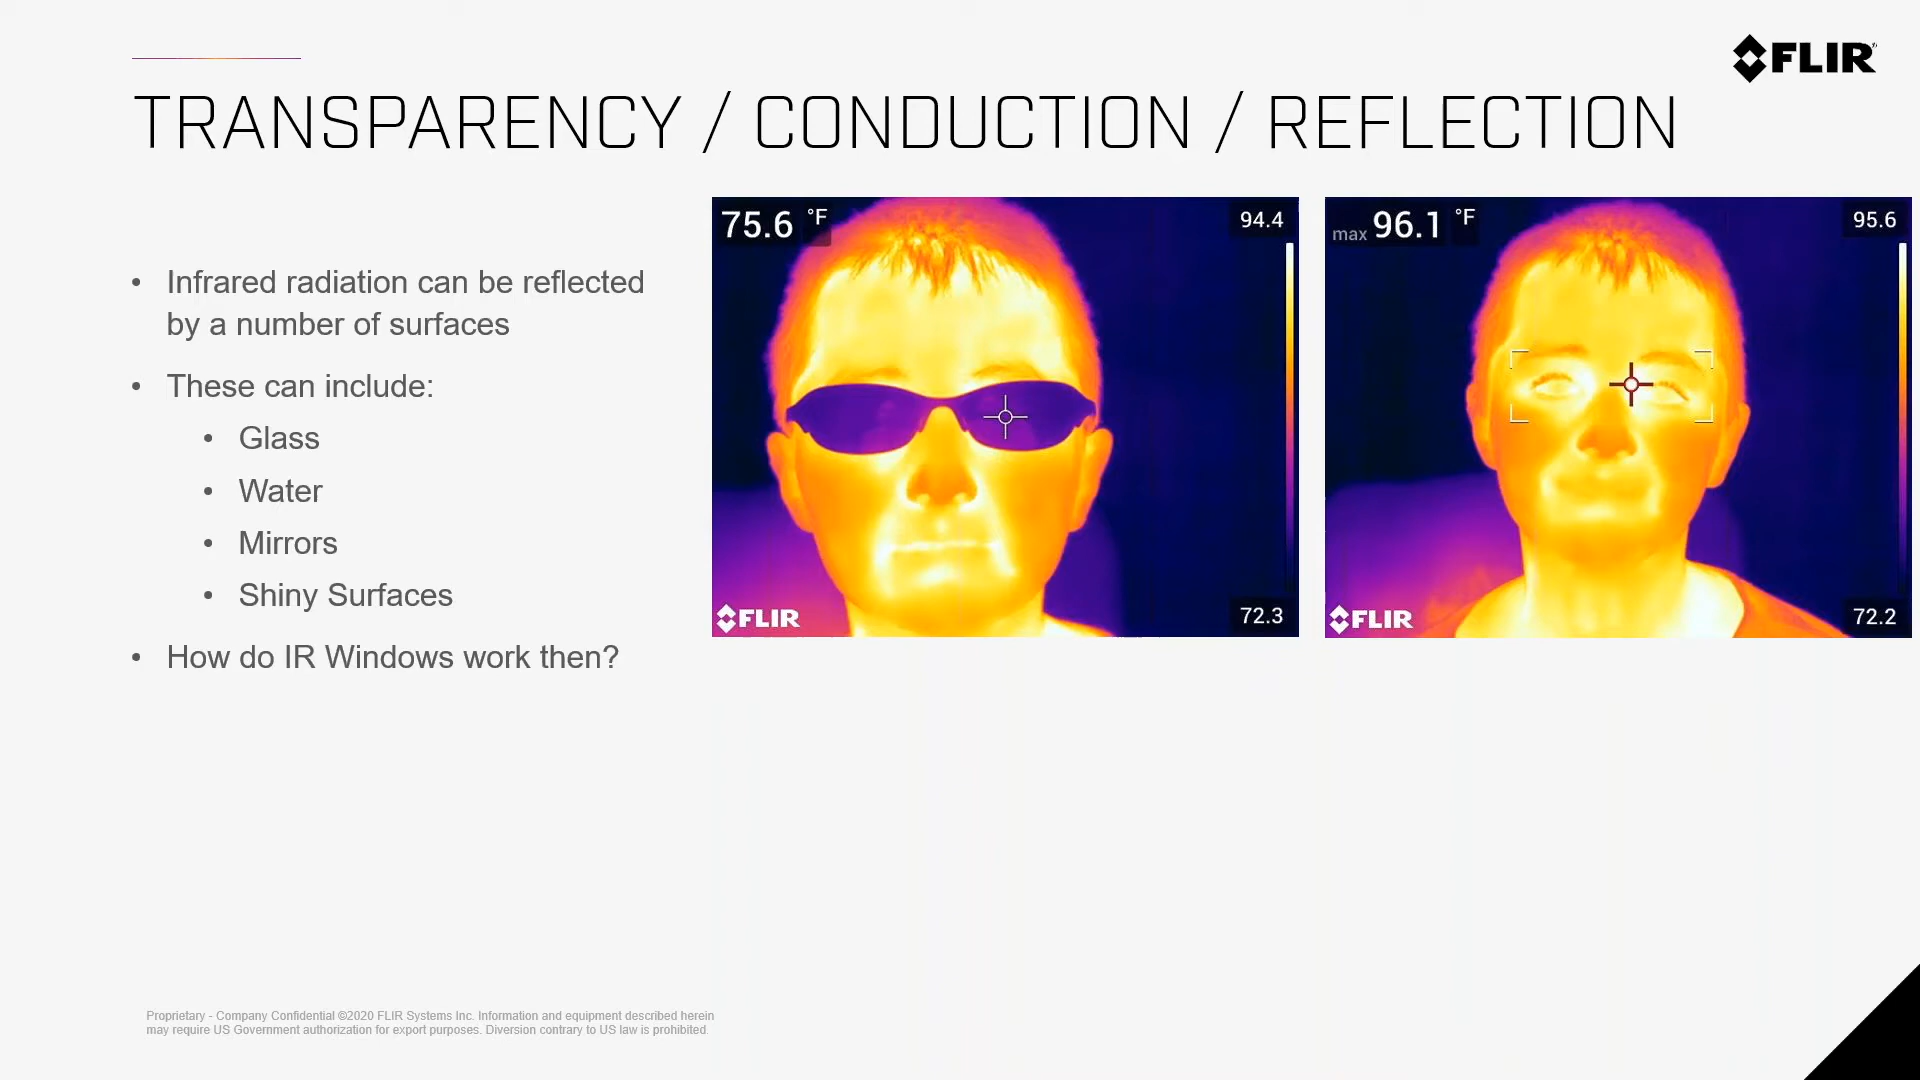 FLIR
TRANSPARENCY / CONDUCTION / REFLECTION
• Infrared radiation can be reflected
by a number of surfaces
• These can include:
• Glass
• Water
• Mirrors
• Shiny Surfaces
• How do IR Windows work then?
75.6 °F
94.4
FLIR
72.3
max 96.1 °F
95.6
FLIR
72.2
Proprietary - Company Confidential ©2020 FLIR Systems Inc. Information and equipment described herein
may require US Government authorization for export purposes. Diversion contrary to US law is prohibited.